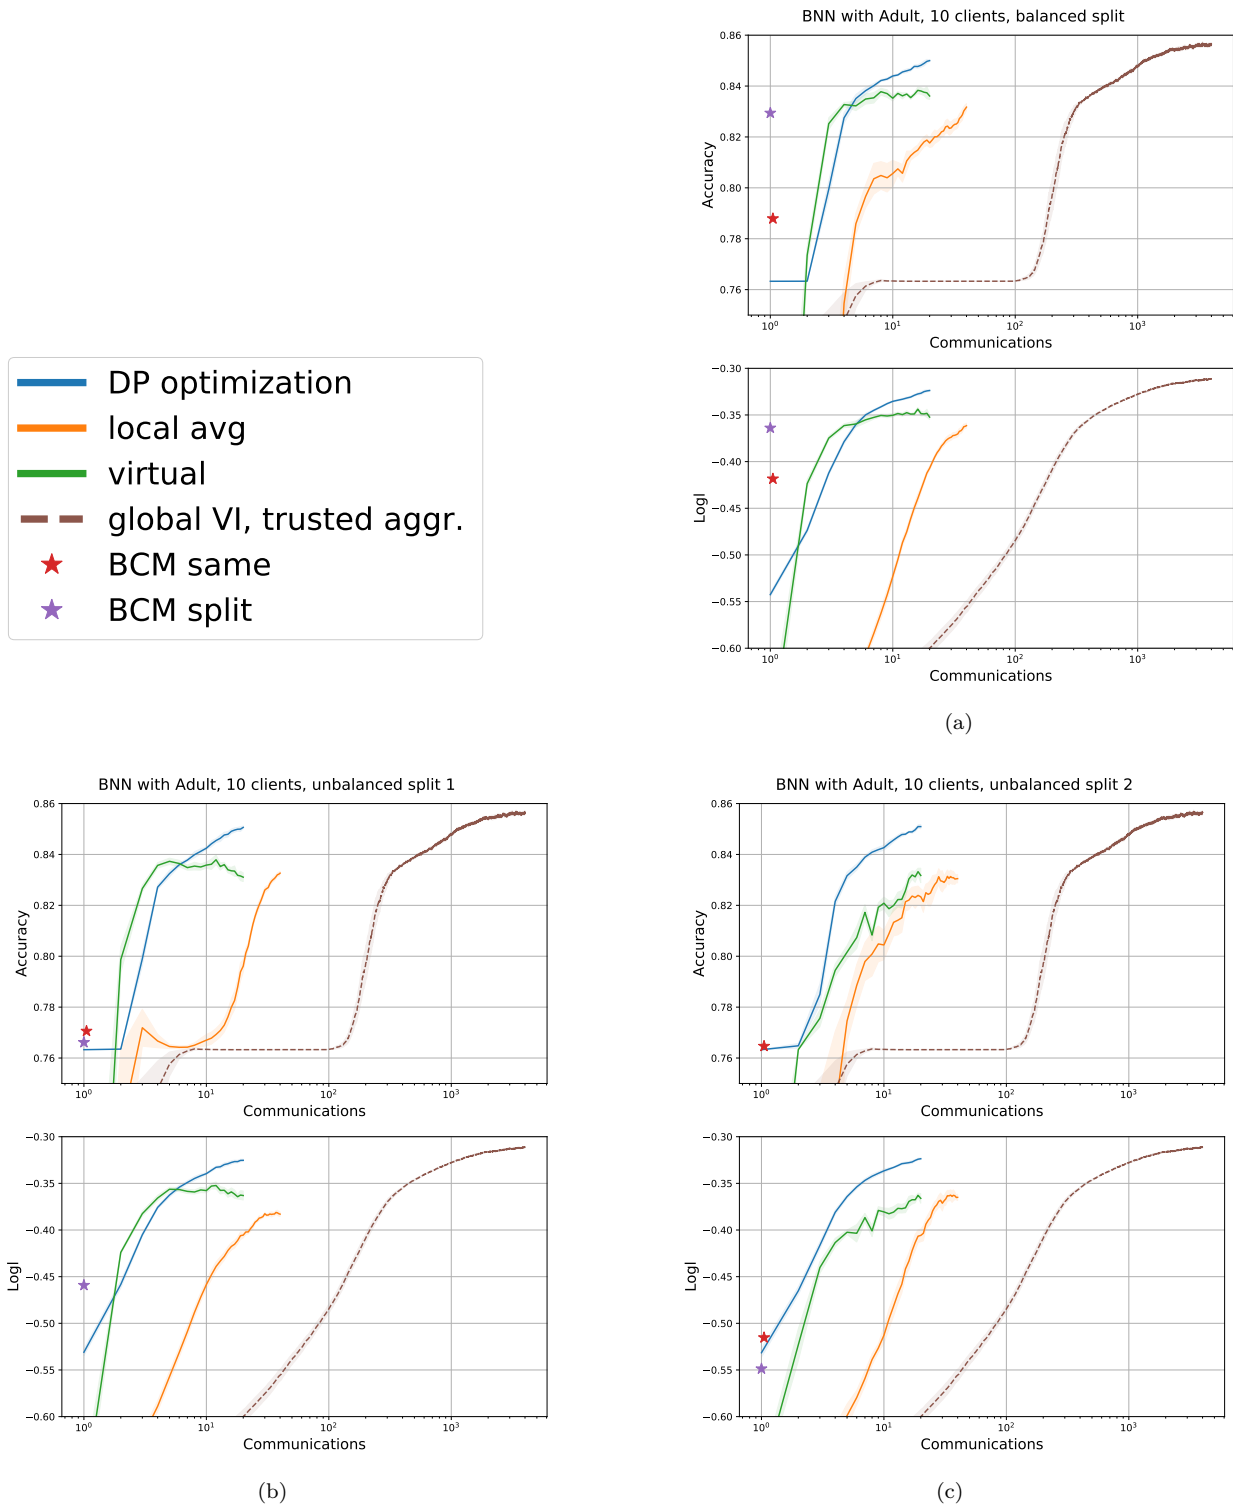 BNN with Adult, 10 clients, balanced split
0.86
0.84
0.82
0.80
0.78
0.76
Accuracy
10⁰ 10¹ 10² 10³
Communications
−0.30
−0.35
−0.40
−0.45
−0.50
−0.55
−0.60
Logl
10⁰ 10¹ 10² 10³
Communications
(a)
DP optimization
local avg
virtual
global VI, trusted aggr.
BCM same
BCM split
BNN with Adult, 10 clients, unbalanced split 1
0.86
0.84
0.82
0.80
0.78
0.76
Accuracy
10⁰ 10¹ 10² 10³
Communications
−0.30
−0.35
−0.40
−0.45
−0.50
−0.55
−0.60
Logl
10⁰ 10¹ 10² 10³
Communications
(b)
BNN with Adult, 10 clients, unbalanced split 2
0.86
0.84
0.82
0.80
0.78
0.76
Accuracy
10⁰ 10¹ 10² 10³
Communications
−0.30
−0.35
−0.40
−0.45
−0.50
−0.55
−0.60
Logl
10⁰ 10¹ 10² 10³
Communications
(c)